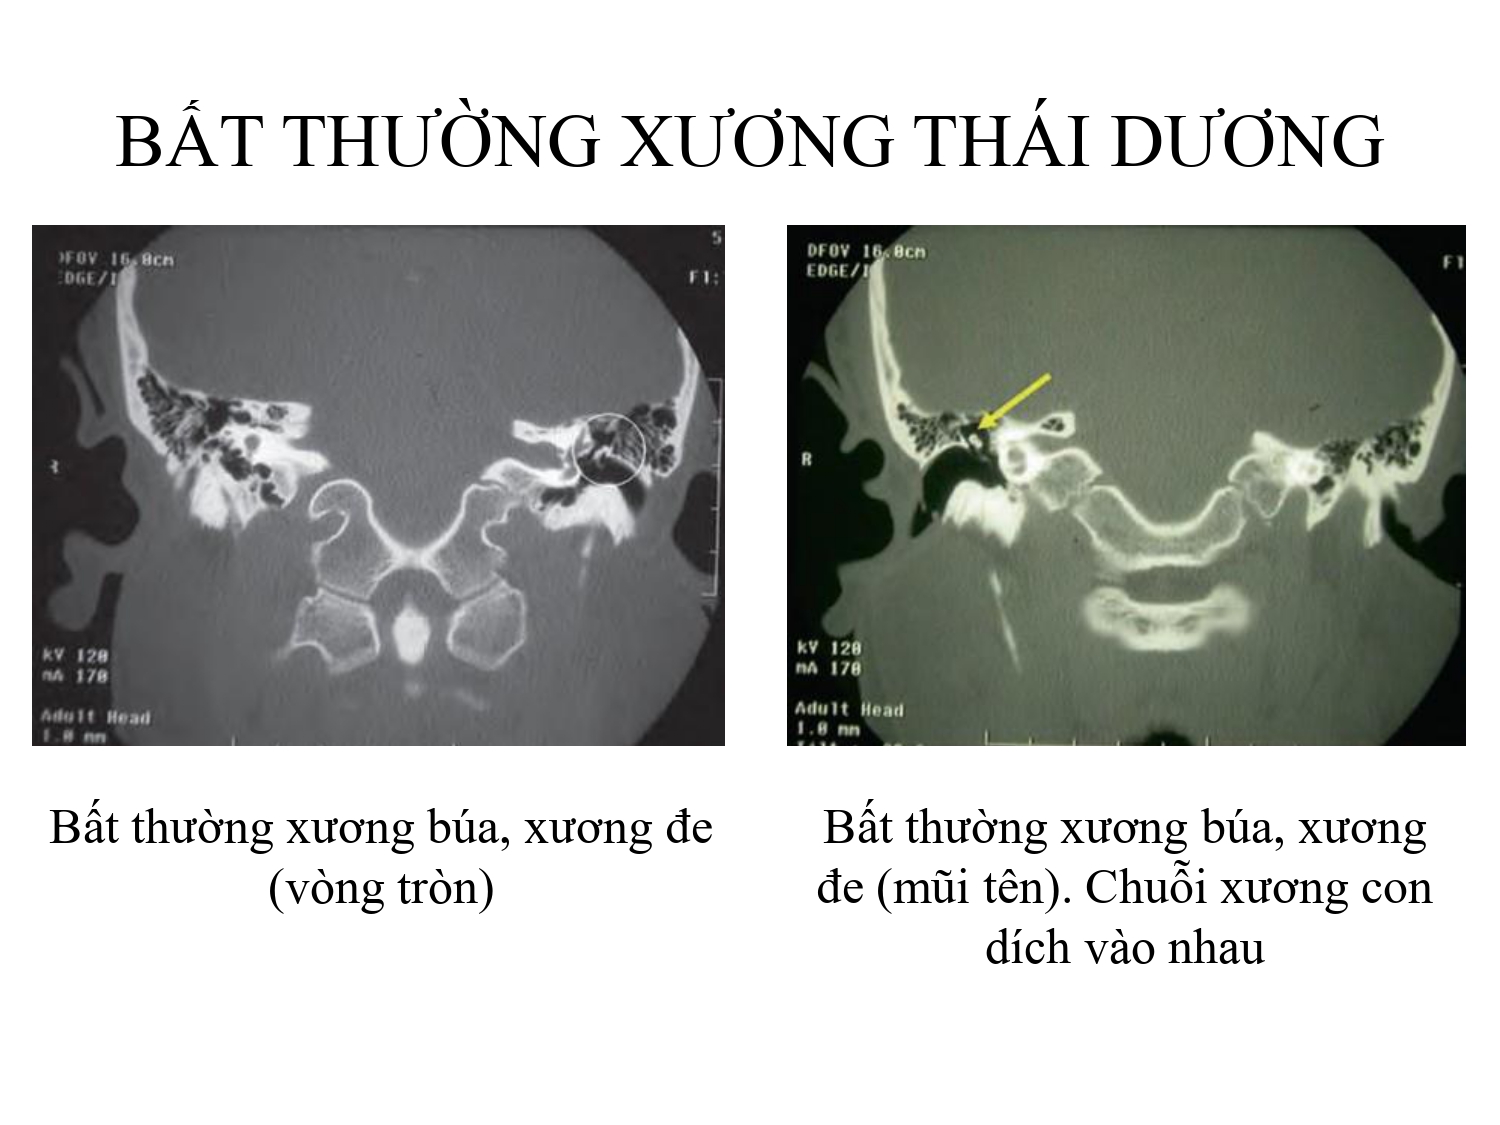 BẤT THƯỜNG XƯƠNG THÁI DƯƠNG
DFOV 16.0cm
EDGE/
R
kV 120
mA 170
Adult Head
1.0 mm
S
F1:
DFOV 16.0cm
EDGE/
R
kV 120
mA 170
Adult Head
1.0 mm
F1
Bất thường xương búa, xương đe
(vòng tròn)
Bất thường xương búa, xương
đe (mũi tên). Chuỗi xương con
dích vào nhau